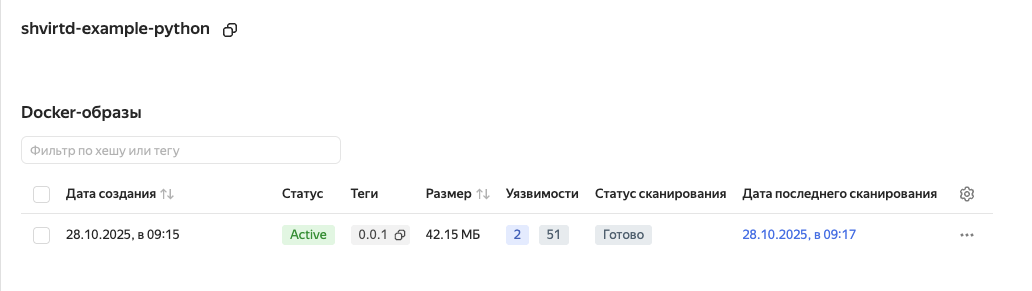 shvirtd-example-python
Docker-образы
Фильтр по хешу или тегу
Дата создания Статус Теги Размер Уязвимости Статус сканирования Дата последнего сканирования
28.10.2025, в 09:15 Active 0.0.1 42.15 МБ 2 51 Готово 28.10.2025, в 09:17